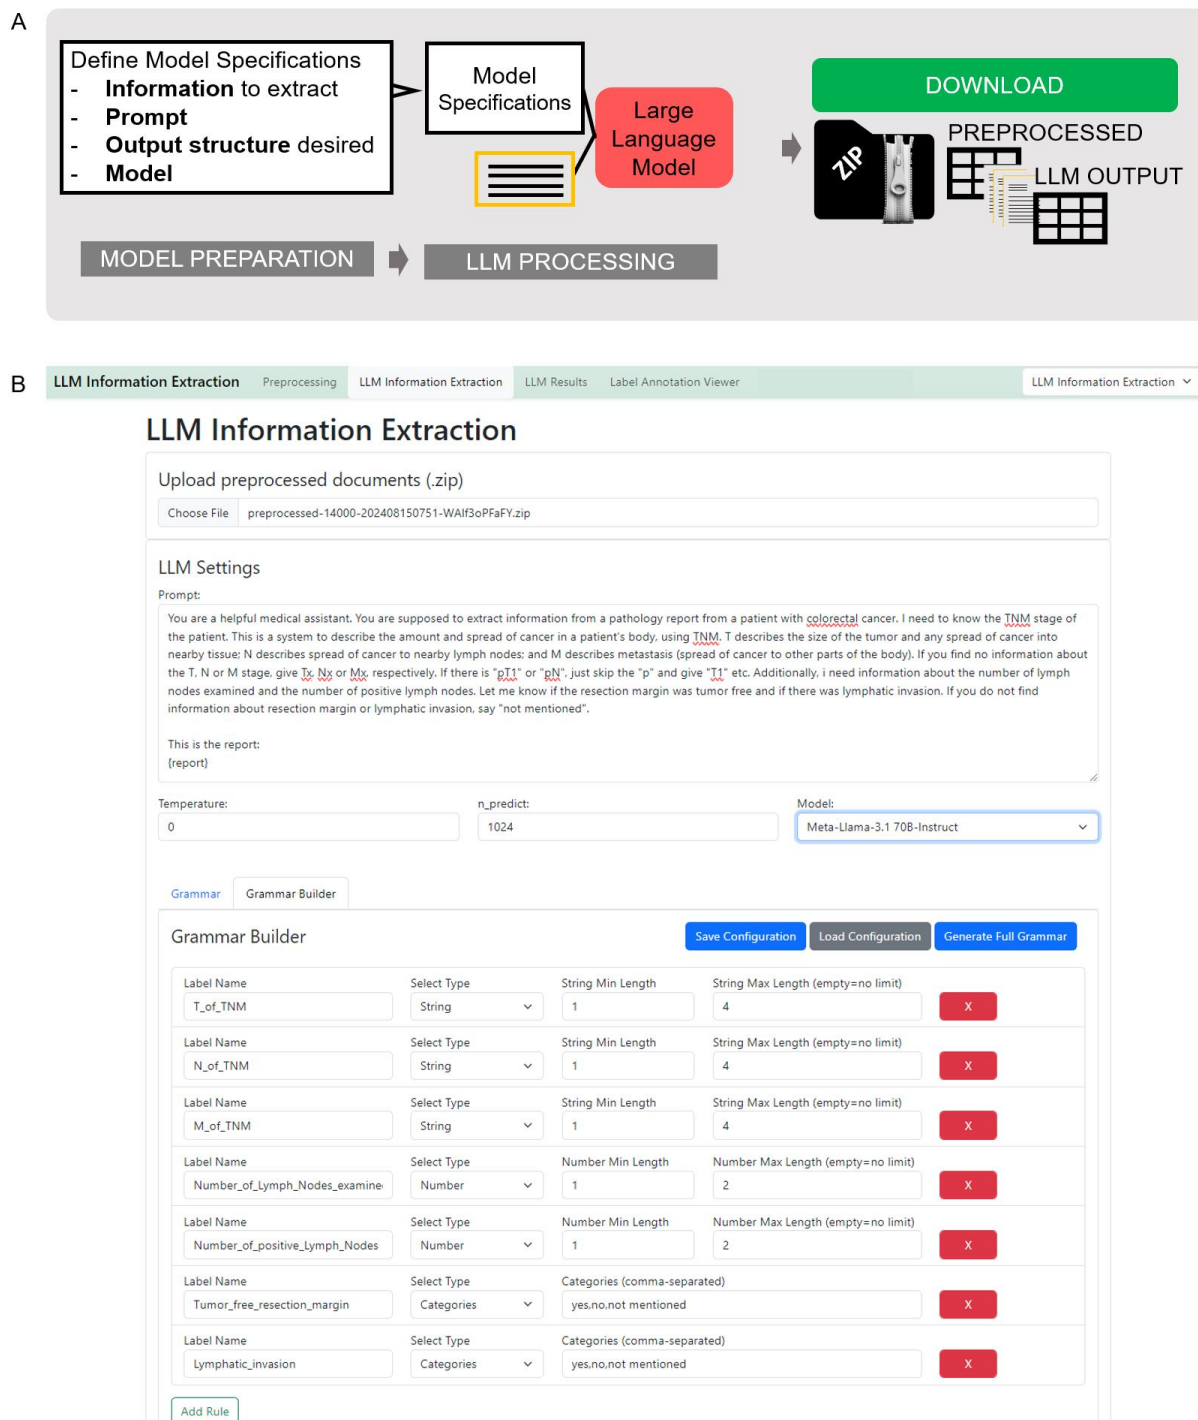 A
Define Model Specifications
- Information to extract
- Prompt
- Output structure desired
- Model
Model
Specifications
Large
Language
Model
DOWNLOAD
ZIP
PREPROCESSED
LLM OUTPUT
MODEL PREPARATION
LLM PROCESSING
B
LLM Information Extraction Preprocessing LLM Information Extraction LLM Results Label Annotation Viewer LLM Information Extraction
LLM Information Extraction
Upload preprocessed documents (.zip)
Choose File preprocessed-14000-202408150751-WAIf3oPFaFY.zip
LLM Settings
Prompt:
You are a helpful medical assistant. You are supposed to extract information from a pathology report from a patient with colorectal cancer. I need to know the TNM stage of
the patient. This is a system to describe the amount and spread of cancer in a patient's body, using TNM. T describes the size of the tumor and any spread of cancer into
nearby tissue; N describes spread of cancer to nearby lymph nodes; and M describes metastasis (spread of cancer to other parts of the body). If you find no information about
the T, N or M stage, give Tx, Nx or Mx, respectively. If there is "pT1" or "pN", just skip the "p" and give "T1" etc. Additionally, i need information about the number of lymph
nodes examined and the number of positive lymph nodes. Let me know if the resection margin was tumor free and if there was lymphatic invasion. If you do not find
information about resection margin or lymphatic invasion, say "not mentioned".
This is the report:
{report}
Temperature: n_predict: Model:
0 1024 Meta-Llama-3.1 70B-Instruct
Grammar Grammar Builder
Grammar Builder Save Configuration Load Configuration Generate Full Grammar
Label Name Select Type String Min Length String Max Length (empty=no limit)
T_of_TNM String 1 4 X
Label Name Select Type String Min Length String Max Length (empty=no limit)
N_of_TNM String 1 4 X
Label Name Select Type String Min Length String Max Length (empty=no limit)
M_of_TNM String 1 4 X
Label Name Select Type Number Min Length Number Max Length (empty=no limit)
Number_of_Lymph_Nodes_examine Number 1 2 X
Label Name Select Type Number Min Length Number Max Length (empty=no limit)
Number_of_positive_Lymph_Nodes Number 1 2 X
Label Name Select Type Categories (comma-separated)
Tumor_free_resection_margin Categories yes,no,not mentioned X
Label Name Select Type Categories (comma-separated)
Lymphatic_invasion Categories yes,no,not mentioned X
Add Rule